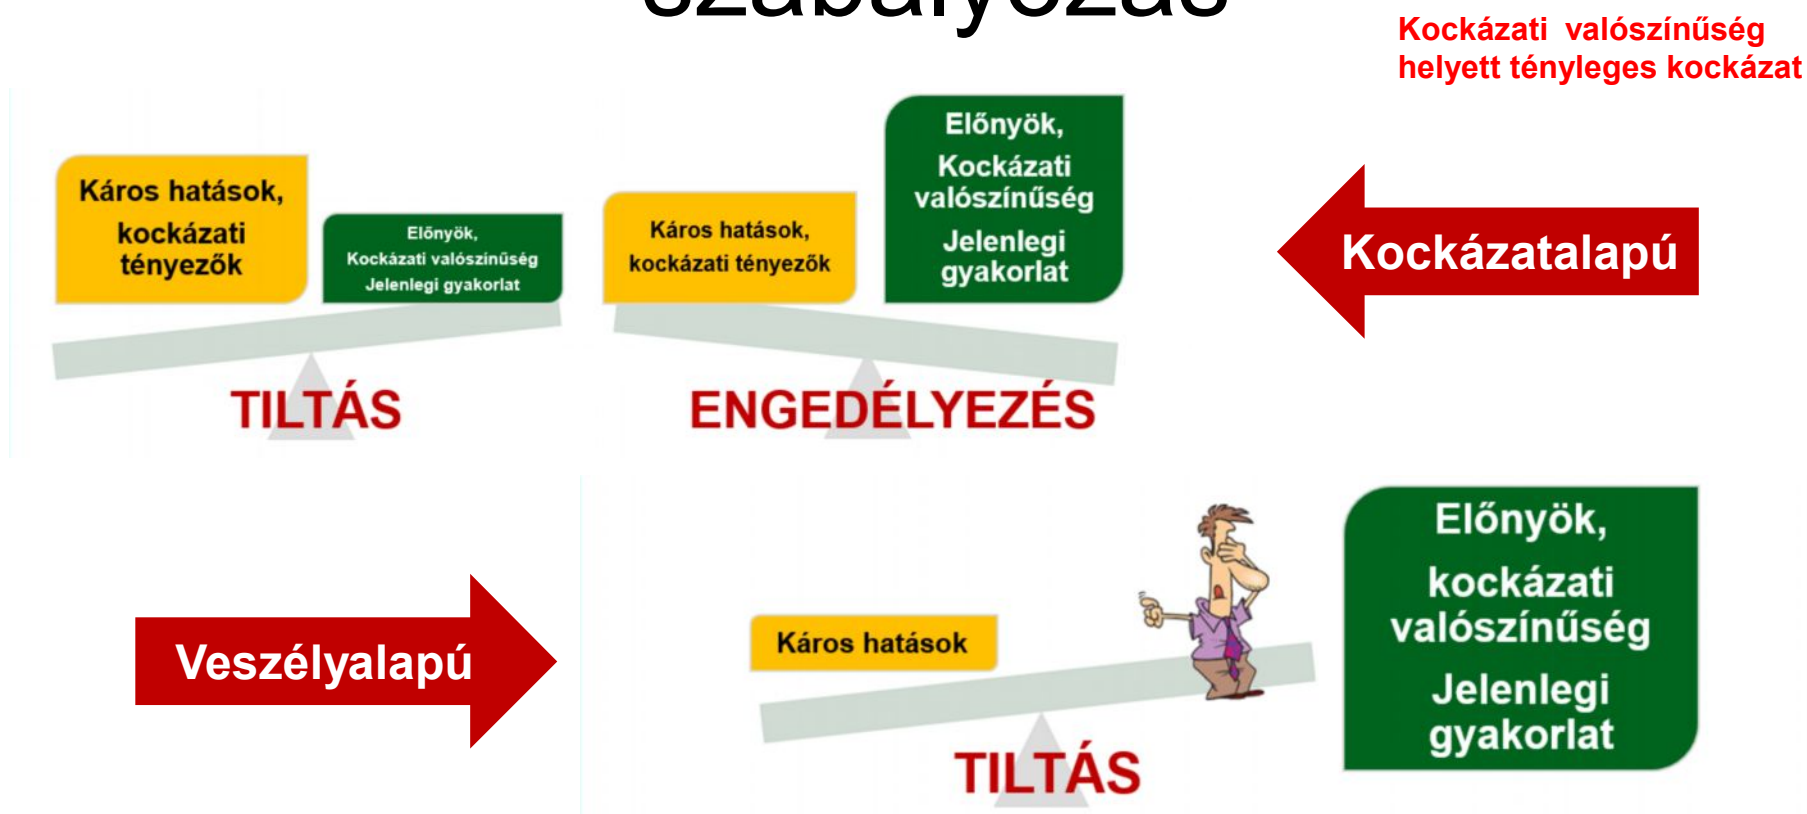 szabályozás
Kockázati valószínűség
helyett tényleges kockázat
Káros hatások,
kockázati
tényezők
Előnyök,
Kockázati valószínűség
Jelenlegi gyakorlat
TILTÁS
Káros hatások,
kockázati tényezők
Előnyök,
Kockázati
valószínűség
Jelenlegi
gyakorlat
ENGEDÉLYEZÉS
Kockázatalapú
Veszélyalapú
Káros hatások
TILTÁS
Előnyök,
kockázati
valószínűség
Jelenlegi
gyakorlat